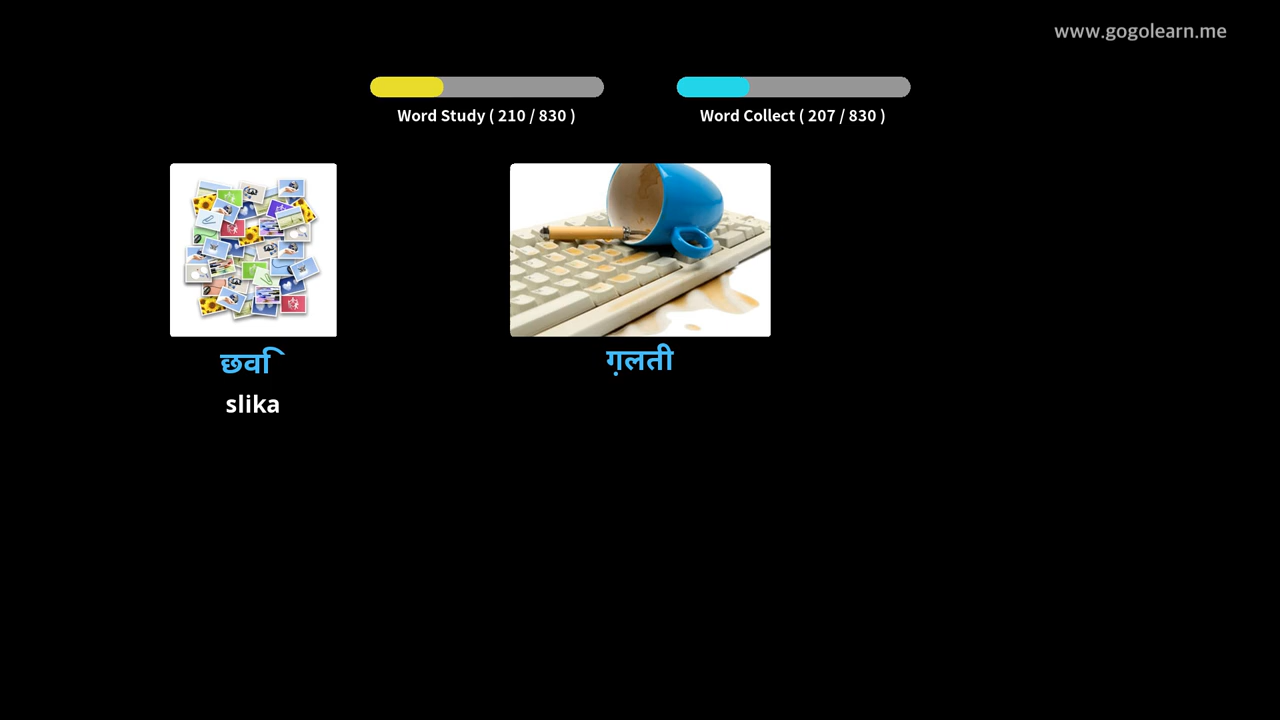 www.gogolearn.me
Word Study ( 210 / 830 )
Word Collect ( 207 / 830 )
छवि
ग़लती
slika